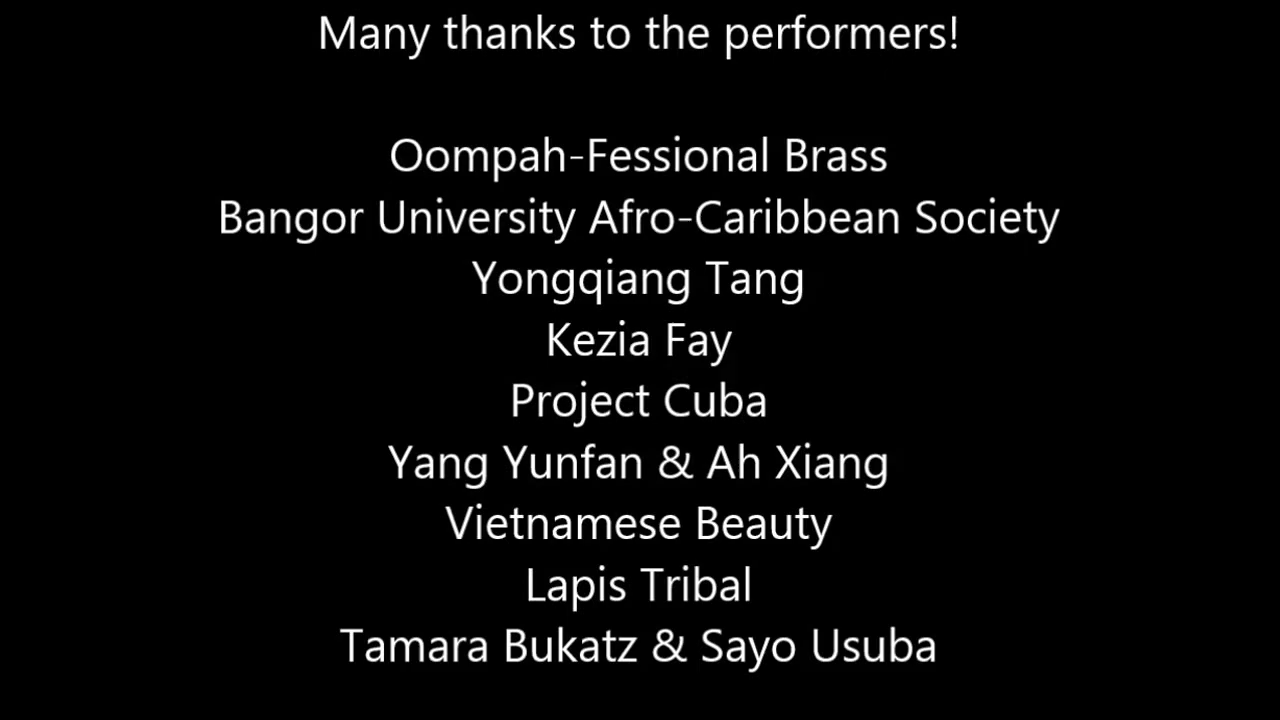 Many thanks to the performers!
Oompah-Fessional Brass
Bangor University Afro-Caribbean Society
Yongqiang Tang
Kezia Fay
Project Cuba
Yang Yunfan & Ah Xiang
Vietnamese Beauty
Lapis Tribal
Tamara Bukatz & Sayo Usuba